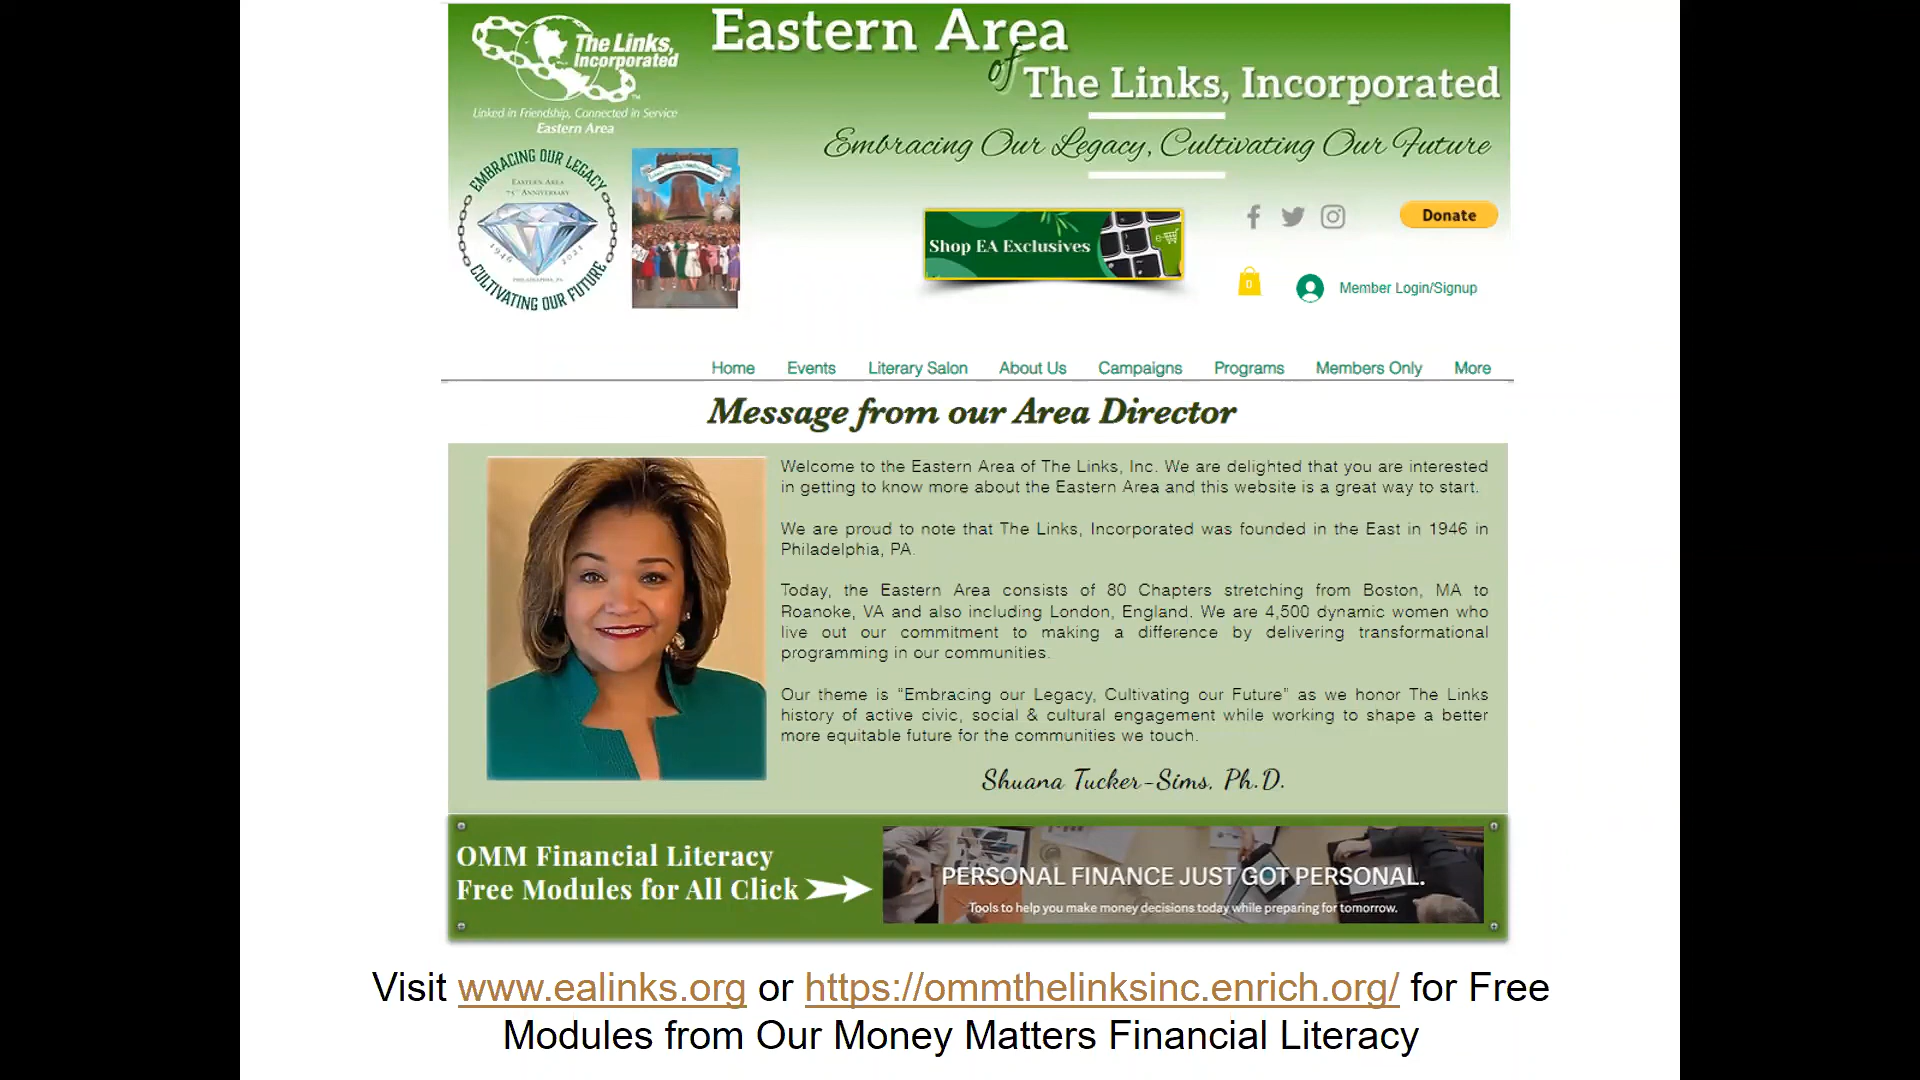 The Links,
Incorporated
Linked in Friendship, Connected in Service
Eastern Area
Eastern Area
of
The Links, Incorporated
Embracing Our Legacy, Cultivating Our Future
EMBRACING OUR LEGACY
EASTERN AREA
75TH ANNIVERSARY
1946 2021
PHILADELPHIA, PA
CULTIVATING OUR FUTURE
Shop EA Exclusives
Donate
0
Member Login/Signup
Home Events Literary Salon About Us Campaigns Programs Members Only More
Message from our Area Director
Welcome to the Eastern Area of The Links, Inc. We are delighted that you are interested
in getting to know more about the Eastern Area and this website is a great way to start.
We are proud to note that The Links, Incorporated was founded in the East in 1946 in
Philadelphia, PA.
Today, the Eastern Area consists of 80 Chapters stretching from Boston, MA to
Roanoke, VA and also including London, England. We are 4,500 dynamic women who
live out our commitment to making a difference by delivering transformational
programming in our communities.
Our theme is “Embracing our Legacy, Cultivating our Future” as we honor The Links
history of active civic, social & cultural engagement while working to shape a better
more equitable future for the communities we touch.
Shuana Tucker-Sims, Ph.D.
OMM Financial Literacy
Free Modules for All Click
PERSONAL FINANCE JUST GOT PERSONAL.
Tools to help you make money decisions today while preparing for tomorrow.
Visit www.ealinks.org or https://ommthelinksinc.enrich.org/ for Free
Modules from Our Money Matters Financial Literacy